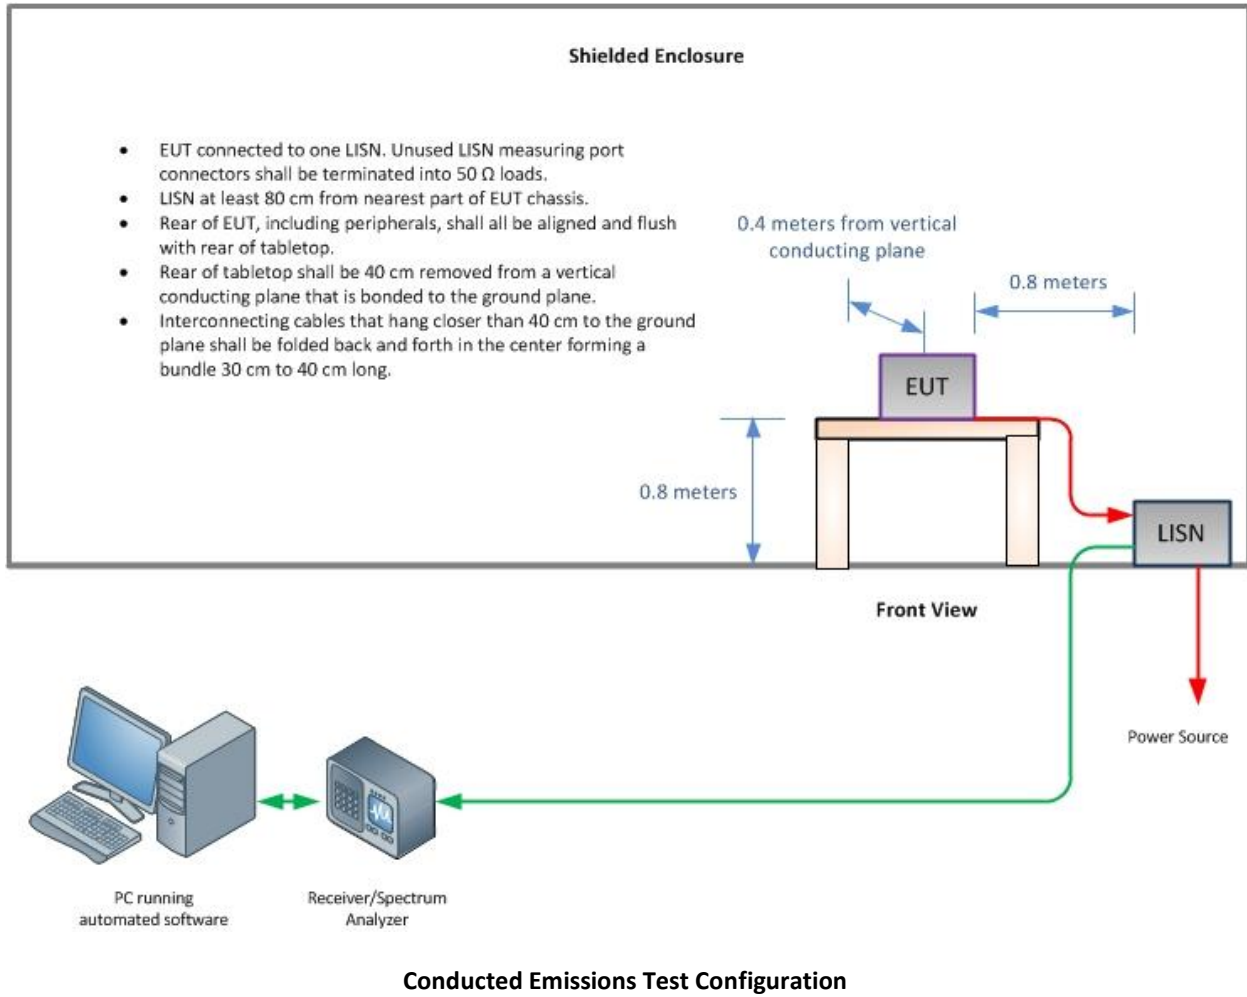 Shielded Enclosure
• EUT connected to one LISN. Unused LISN measuring port
connectors shall be terminated into 50 Ω loads.
• LISN at least 80 cm from nearest part of EUT chassis.
• Rear of EUT, including peripherals, shall all be aligned and flush
with rear of tabletop.
• Rear of tabletop shall be 40 cm removed from a vertical
conducting plane that is bonded to the ground plane.
• Interconnecting cables that hang closer than 40 cm to the ground
plane shall be folded back and forth in the center forming a
bundle 30 cm to 40 cm long.
0.4 meters from vertical
conducting plane
0.8 meters
EUT
0.8 meters
LISN
Front View
Power Source
PC running
automated software
Receiver/Spectrum
Analyzer
Conducted Emissions Test Configuration